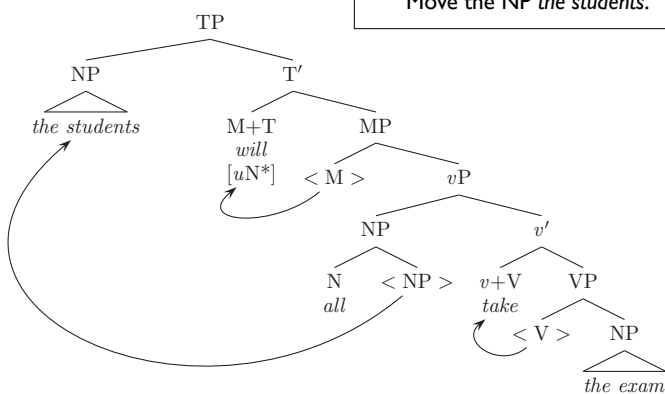 Move the NP the students.
TP
NP T′
the students M+T MP
will
[uN*] < M > vP
NP v′
N < NP > v+V VP
all take
< V > NP
the exam